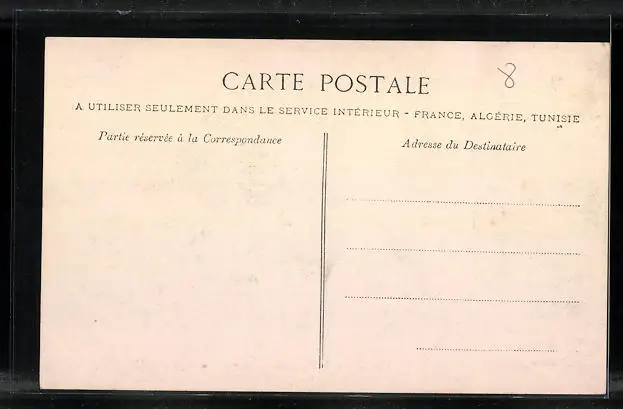 CARTE POSTALE
8
A UTILISER SEULEMENT DANS LE SERVICE INTÉRIEUR - FRANCE, ALGÉRIE, TUNISIE
Partie réservée à la Correspondance
Adresse du Destinataire